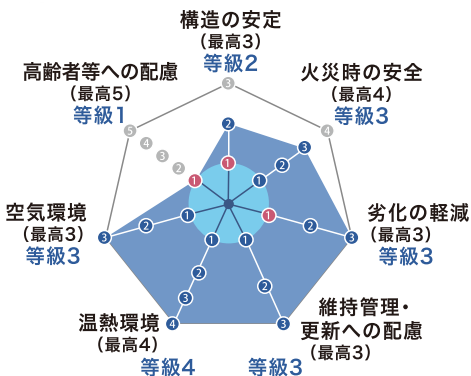 構造の安定
(最高3)
等級2
火災時の安全
(最高4)
等級3
劣化の軽減
(最高3)
等級3
維持管理・
更新への配慮
(最高3)
等級3
温熱環境
(最高4)
等級4
空気環境
(最高3)
等級3
高齢者等への配慮
(最高5)
等級1
3
2
1
4
3
2
1
3
2
1
3
2
1
4
3
2
1
3
2
1
5
4
3
2
1